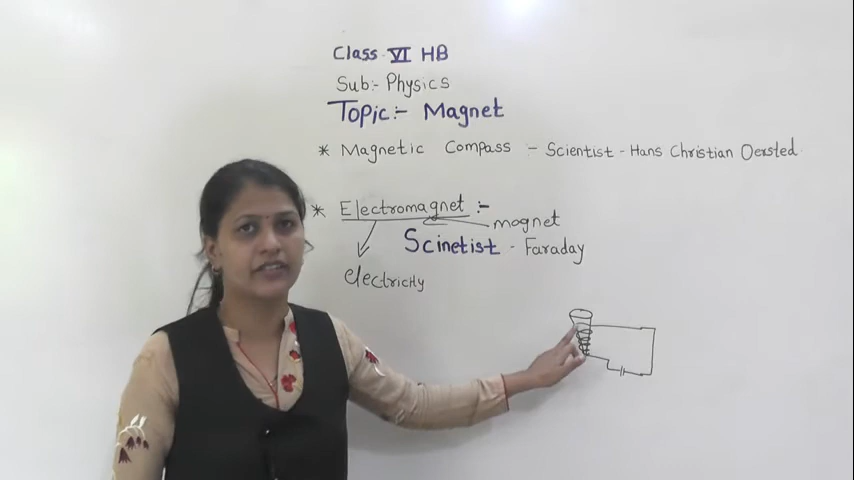 Class VI HB
Sub:- Physics
Topic:- Magnet
* Magnetic Compass - Scientist - Hans Christian Oersted
* Electromagnet :-
magnet
Scinetist - Faraday
electricity